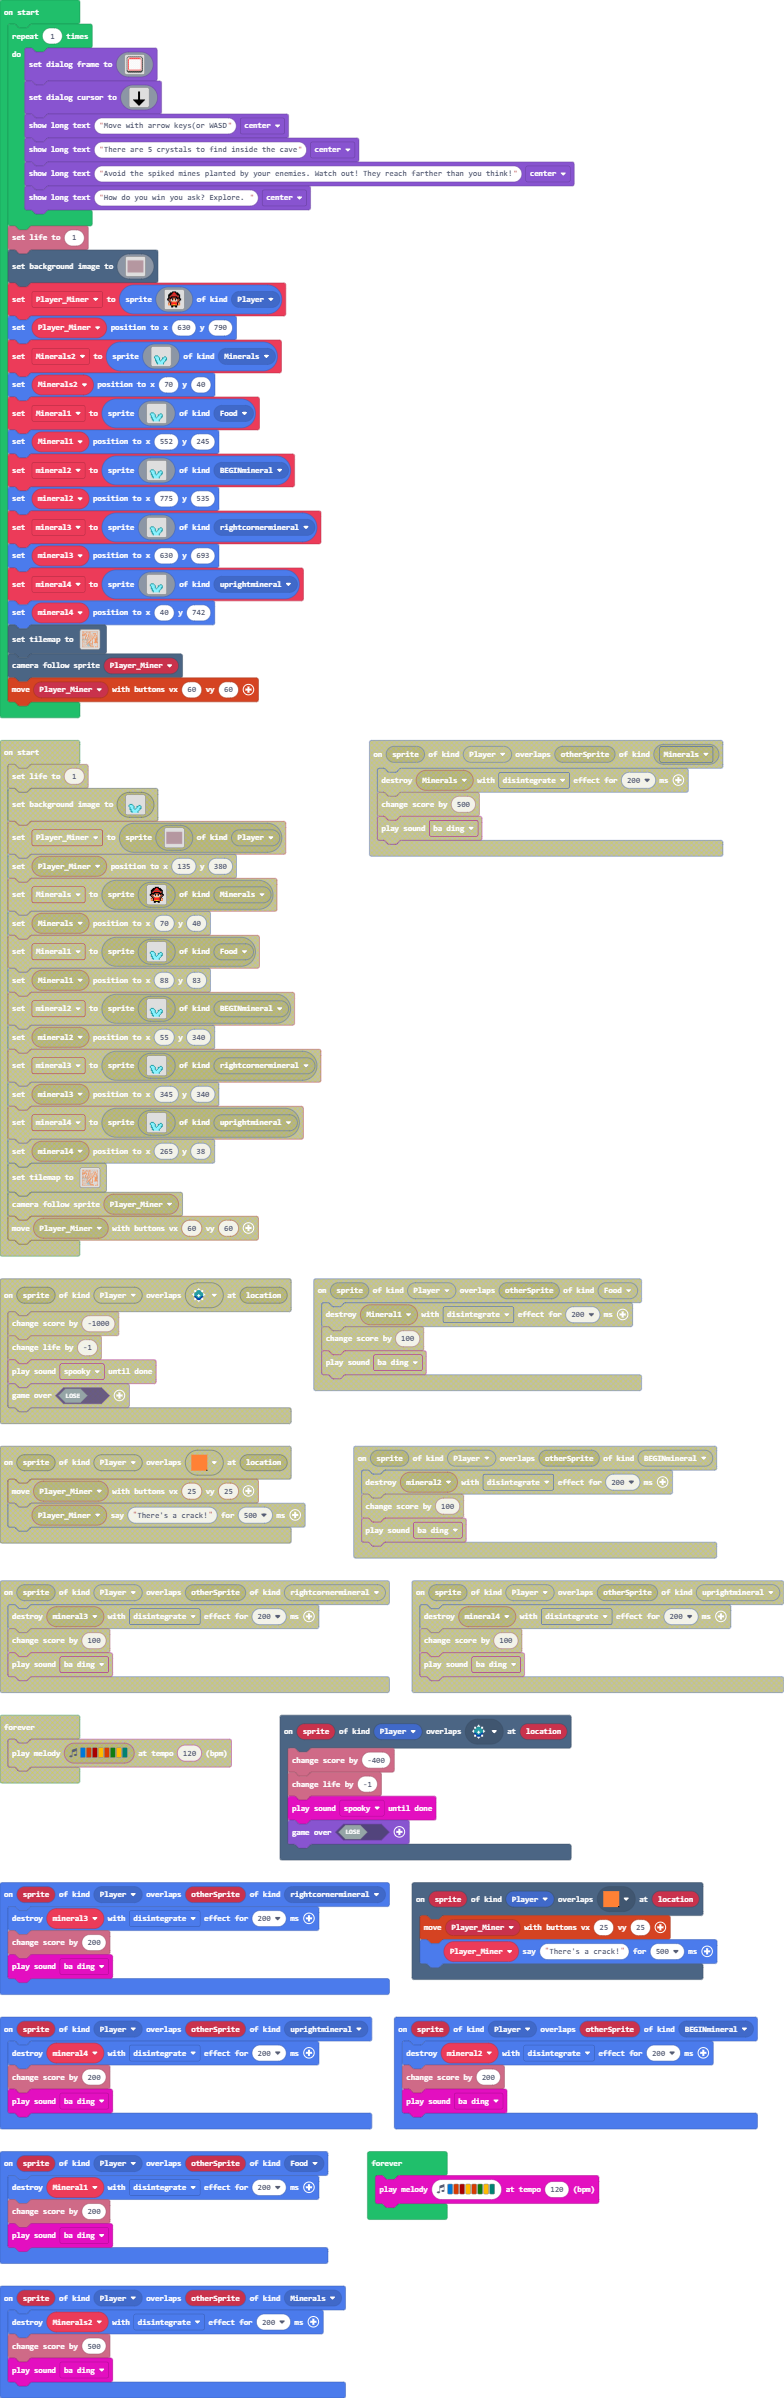 on start
repeat 1 times
do
set dialog frame to
set dialog cursor to
show long text "Move with arrow keys(or WASD" center
show long text "There are 5 crystals to find inside the cave" center
show long text "Avoid the spiked mines planted by your enemies. Watch out! They reach farther than you think!" center
show long text "How do you win you ask? Explore. " center
set life to 1
set background image to
set Player_Miner to sprite of kind Player
set Player_Miner position to x 630 y 790
set Minerals2 to sprite of kind Minerals
set Minerals2 position to x 70 y 40
set Mineral1 to sprite of kind Food
set Mineral1 position to x 552 y 245
set mineral2 to sprite of kind BEGINmineral
set mineral2 position to x 775 y 535
set mineral3 to sprite of kind rightcornermineral
set mineral3 position to x 630 y 693
set mineral4 to sprite of kind uprightmineral
set mineral4 position to x 40 y 742
set tilemap to
camera follow sprite Player_Miner
move Player_Miner with buttons vx 60 vy 60
on start
set life to 1
set background image to
set Player_Miner to sprite of kind Player
set Player_Miner position to x 135 y 380
set Minerals to sprite of kind Minerals
set Minerals position to x 70 y 40
set Mineral1 to sprite of kind Food
set Mineral1 position to x 88 y 83
set mineral2 to sprite of kind BEGINmineral
set mineral2 position to x 55 y 340
set mineral3 to sprite of kind rightcornermineral
set mineral3 position to x 345 y 340
set mineral4 to sprite of kind uprightmineral
set mineral4 position to x 265 y 38
set tilemap to
camera follow sprite Player_Miner
move Player_Miner with buttons vx 60 vy 60
on sprite of kind Player overlaps otherSprite of kind Minerals
destroy Minerals with disintegrate effect for 200 ms
change score by 500
play sound ba ding
on sprite of kind Player overlaps at location
change score by -1000
change life by -1
play sound spooky until done
game over LOSE
on sprite of kind Player overlaps otherSprite of kind Food
destroy Mineral1 with disintegrate effect for 200 ms
change score by 100
play sound ba ding
on sprite of kind Player overlaps at location
move Player_Miner with buttons vx 25 vy 25
Player_Miner say "There's a crack!" for 500 ms
on sprite of kind Player overlaps otherSprite of kind BEGINmineral
destroy mineral2 with disintegrate effect for 200 ms
change score by 100
play sound ba ding
on sprite of kind Player overlaps otherSprite of kind rightcornermineral
destroy mineral3 with disintegrate effect for 200 ms
change score by 100
play sound ba ding
on sprite of kind Player overlaps otherSprite of kind uprightmineral
destroy mineral4 with disintegrate effect for 200 ms
change score by 100
play sound ba ding
forever
play melody at tempo 120 (bpm)
on sprite of kind Player overlaps at location
change score by -400
change life by -1
play sound spooky until done
game over LOSE
on sprite of kind Player overlaps otherSprite of kind rightcornermineral
destroy mineral3 with disintegrate effect for 200 ms
change score by 200
play sound ba ding
on sprite of kind Player overlaps at location
move Player_Miner with buttons vx 25 vy 25
Player_Miner say "There's a crack!" for 500 ms
on sprite of kind Player overlaps otherSprite of kind uprightmineral
destroy mineral4 with disintegrate effect for 200 ms
change score by 200
play sound ba ding
on sprite of kind Player overlaps otherSprite of kind BEGINmineral
destroy mineral2 with disintegrate effect for 200 ms
change score by 200
play sound ba ding
on sprite of kind Player overlaps otherSprite of kind Food
destroy Mineral1 with disintegrate effect for 200 ms
change score by 200
play sound ba ding
forever
play melody at tempo 120 (bpm)
on sprite of kind Player overlaps otherSprite of kind Minerals
destroy Minerals2 with disintegrate effect for 200 ms
change score by 500
play sound ba ding